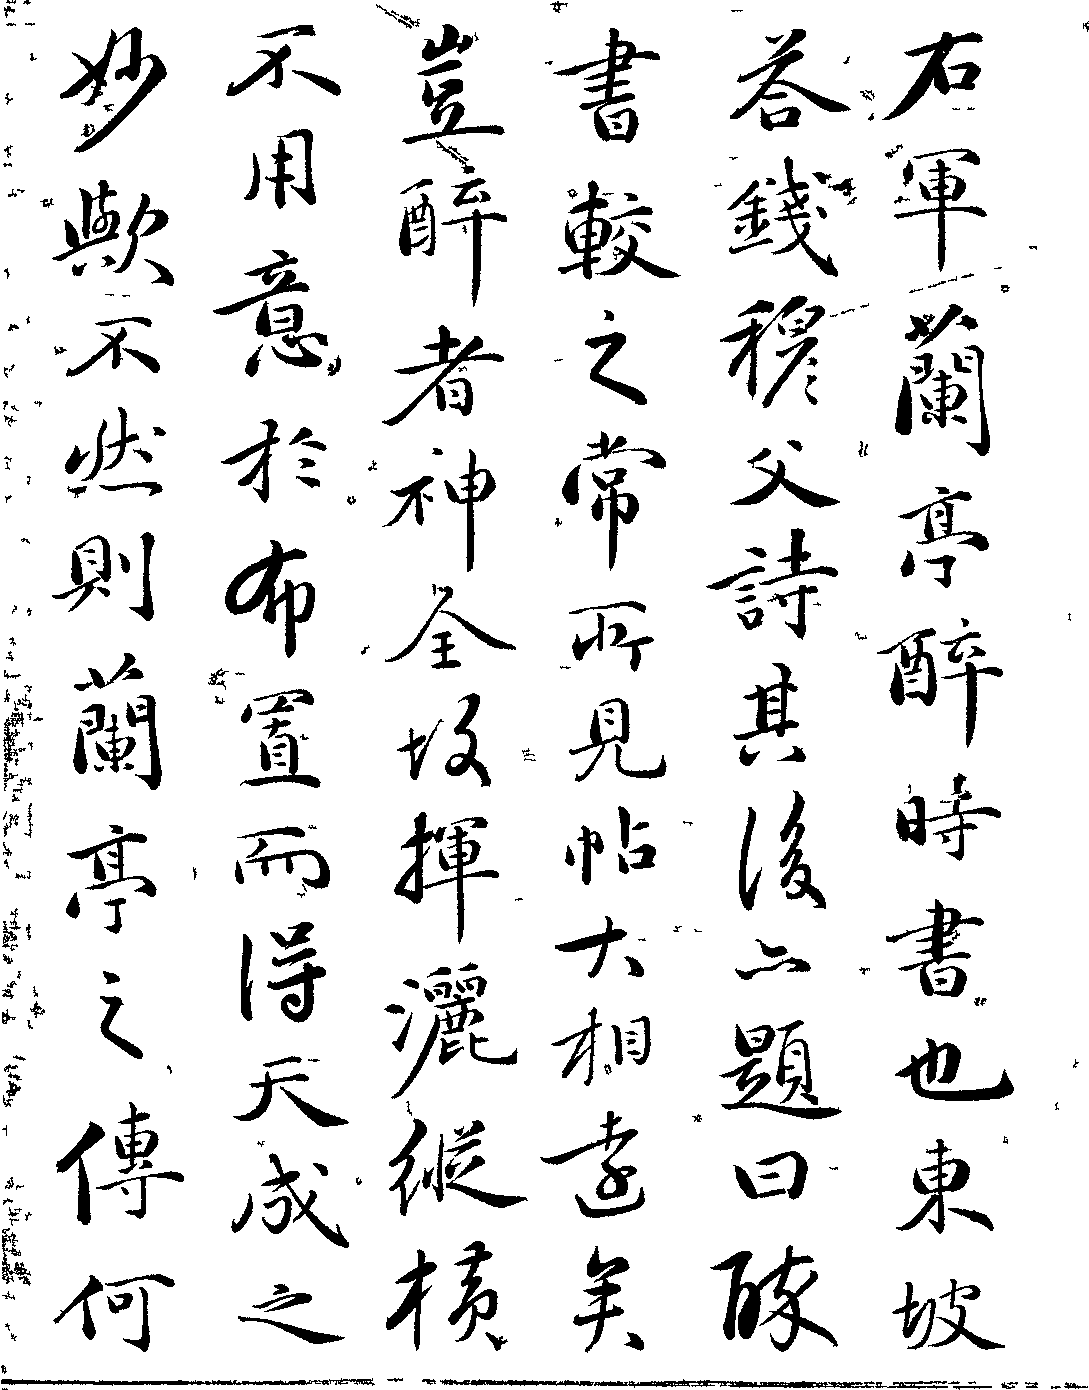 右軍蘭亭醉時書也東坡
答錢穆父詩其後亦題曰醉
書較之常所見帖大相遠矣
豈醉者神全故揮灑縱橫
不用意於布置而得天成之
妙歟不然則蘭亭之傳何